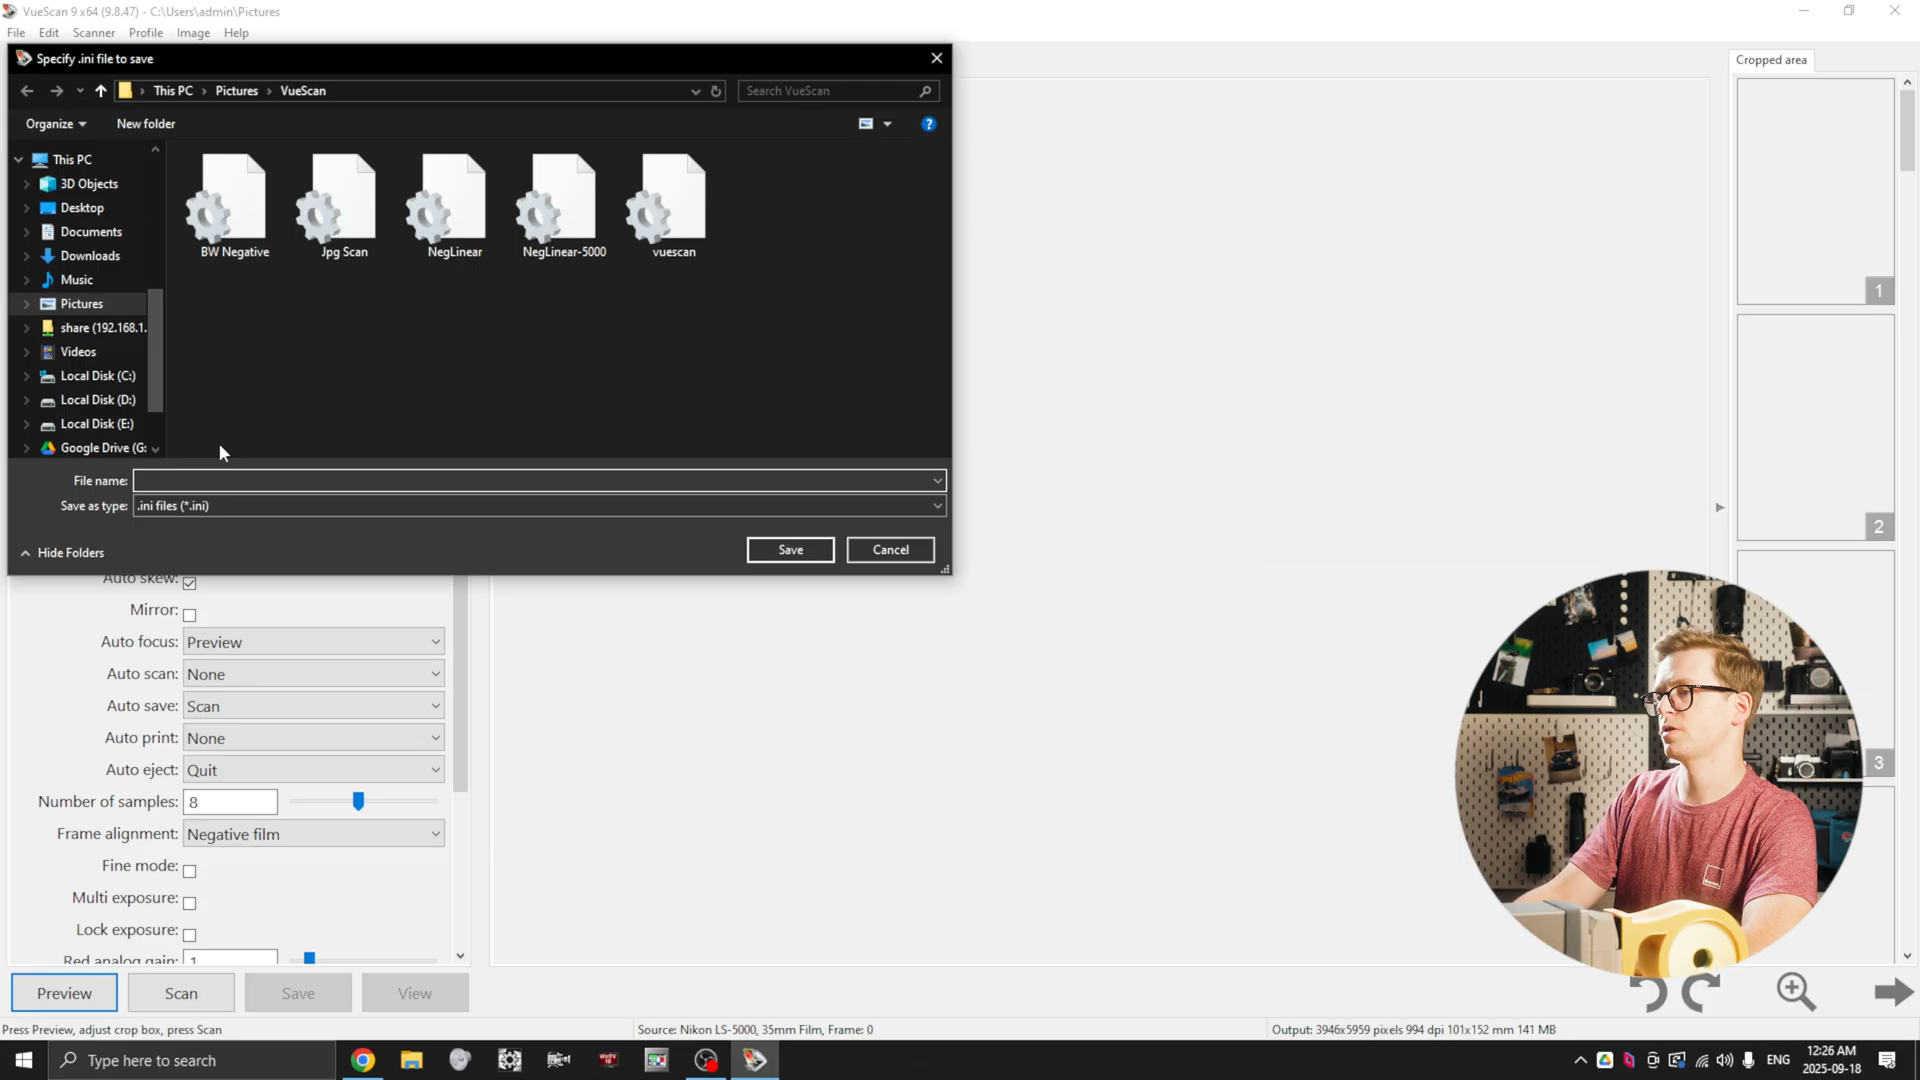 VueScan 9 x64 (9.8.47) - C:\Users\admin\Pictures
File Edit Scanner Profile Image Help
Specify .ini file to save
This PC Pictures VueScan
Search VueScan
Organize New folder
This PC
3D Objects
Desktop
Documents
Downloads
Music
Pictures
share (192.168.1.
Videos
Local Disk (C:)
Local Disk (D:)
Local Disk (E:)
Google Drive (G:
BW Negative
Jpg Scan
NegLinear
NegLinear-5000
vuescan
File name:
Save as type: .ini files (*.ini)
Hide Folders
Save Cancel
Cropped area
1
2
3
Auto skew:
Mirror:
Auto focus: Preview
Auto scan: None
Auto save: Scan
Auto print: None
Auto eject: Quit
Number of samples: 8
Frame alignment: Negative film
Fine mode:
Multi exposure:
Lock exposure:
Red analog gain: 1
Preview Scan Save View
Press Preview, adjust crop box, press Scan
Source: Nikon LS-5000, 35mm Film, Frame: 0
Output: 3946x5959 pixels 994 dpi 101x152 mm 141 MB
Type here to search
ENG
12:26 AM
2025-09-18